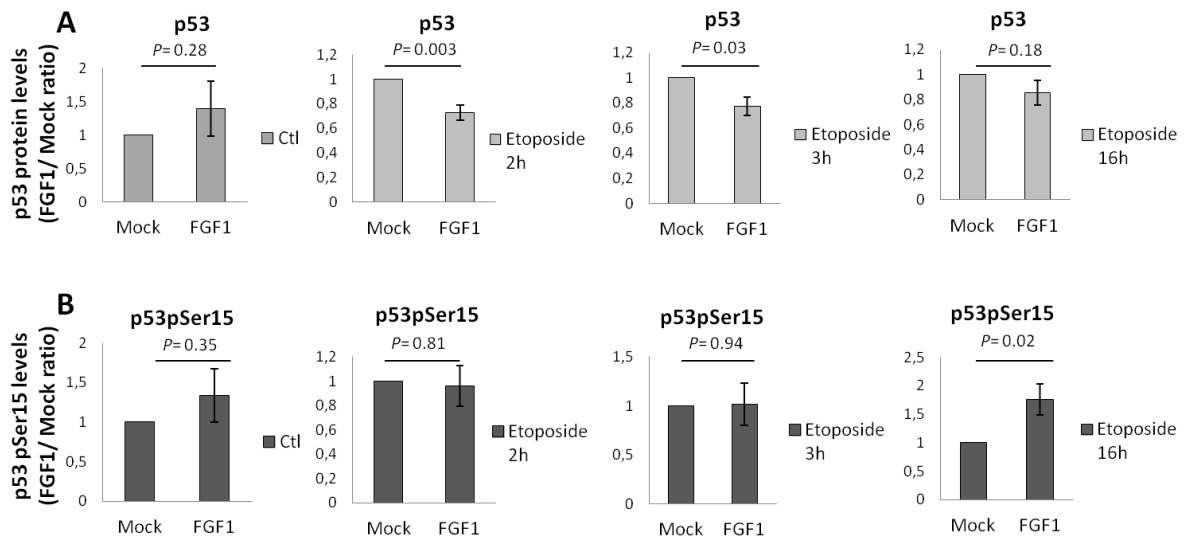 A
p53 protein levels
(FGF1/ Mock ratio)
p53
P= 0.28
2
1,5
1
0,5
0
Mock FGF1
Ctl
p53
P= 0.003
1,2
1
0,8
0,6
0,4
0,2
0
Mock FGF1
Etoposide
2h
p53
P= 0.03
1,2
1
0,8
0,6
0,4
0,2
0
Mock FGF1
Etoposide
3h
p53
P= 0.18
1,2
1
0,8
0,6
0,4
0,2
0
Mock FGF1
Etoposide
16h
B
p53 pSer15 levels
(FGF1/ Mock ratio)
p53pSer15
P= 0.35
2
1,5
1
0,5
0
Mock FGF1
Ctl
p53pSer15
P= 0.81
1,2
1
0,8
0,6
0,4
0,2
0
Mock FGF1
Etoposide
2h
p53pSer15
P= 0.94
1,5
1
0,5
0
Mock FGF1
Etoposide
3h
p53pSer15
P= 0.02
2,5
2
1,5
1
0,5
0
Mock FGF1
Etoposide
16h